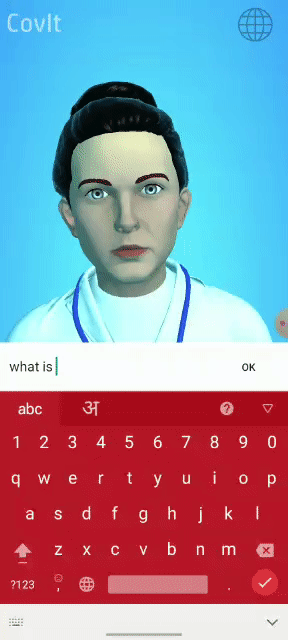 CovIt
what is
OK
abc अ ?
1 2 3 4 5 6 7 8 9 0
q w e r t y u i o p
a s d f g h j k l
z x c v b n m
?123 , .